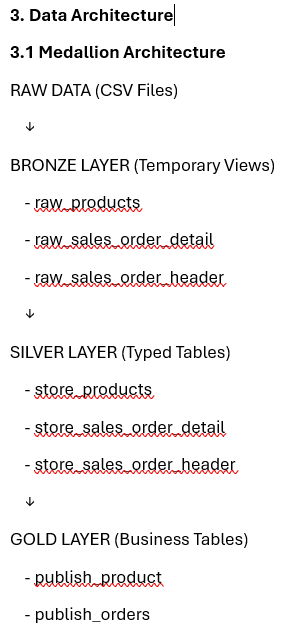 3. Data Architecture
3.1 Medallion Architecture
RAW DATA (CSV Files)
↓
BRONZE LAYER (Temporary Views)
- raw_products
- raw_sales_order_detail
- raw_sales_order_header
↓
SILVER LAYER (Typed Tables)
- store_products
- store_sales_order_detail
- store_sales_order_header
↓
GOLD LAYER (Business Tables)
- publish_product
- publish_orders